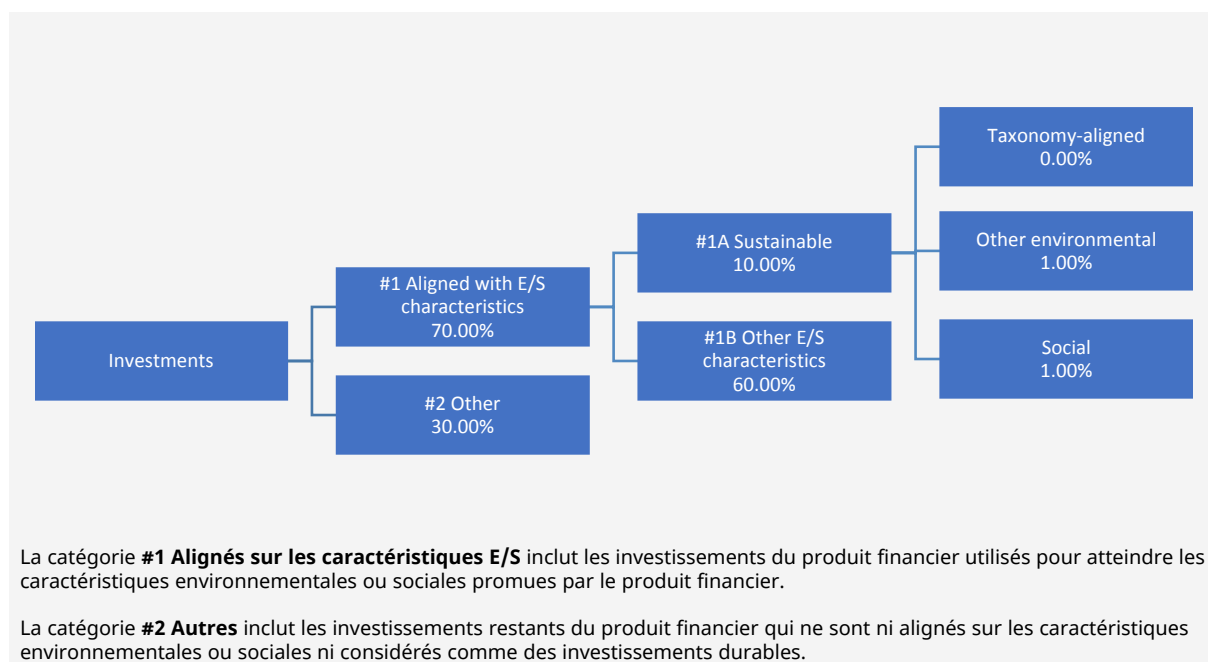 Taxonomy-aligned
0.00%
#1A Sustainable
10.00%
Other environmental
1.00%
#1 Aligned with E/S
characteristics
70.00%
Investments
#1B Other E/S
characteristics
60.00%
Social
1.00%
#2 Other
30.00%
La catégorie #1 Alignés sur les caractéristiques E/S inclut les investissements du produit financier utilisés pour atteindre les
caractéristiques environnementales ou sociales promues par le produit financier.
La catégorie #2 Autres inclut les investissements restants du produit financier qui ne sont ni alignés sur les caractéristiques
environnementales ou sociales ni considérés comme des investissements durables.